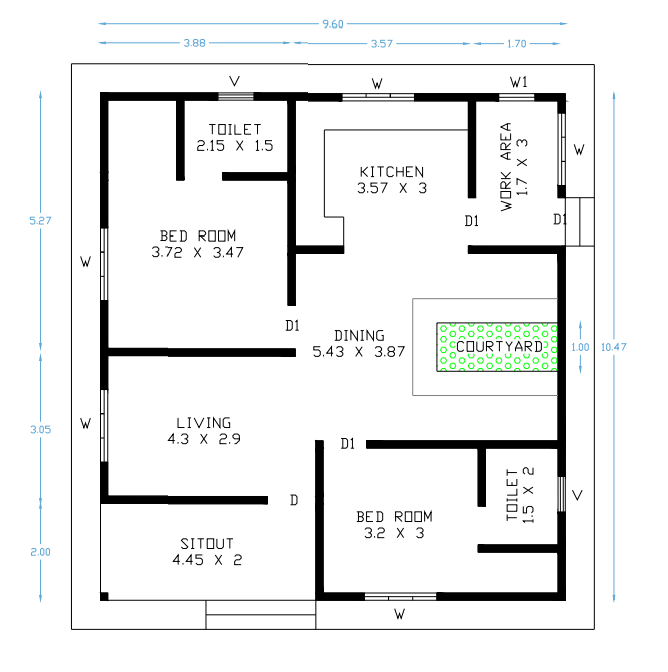 9.60
3.88
3.57
1.70
V
W
W1
TOILET
2.15 X 1.5
KITCHEN
3.57 X 3
WORK AREA
1.7 X 3
W
D1
D1
5.27
BED ROOM
3.72 X 3.47
W
D1
DINING
5.43 X 3.87
COURTYARD
1.00
10.47
3.05
W
LIVING
4.3 X 2.9
D1
D
TOILET
1.5 X 2
V
BED ROOM
3.2 X 3
SITOUT
4.45 X 2
2.00
W